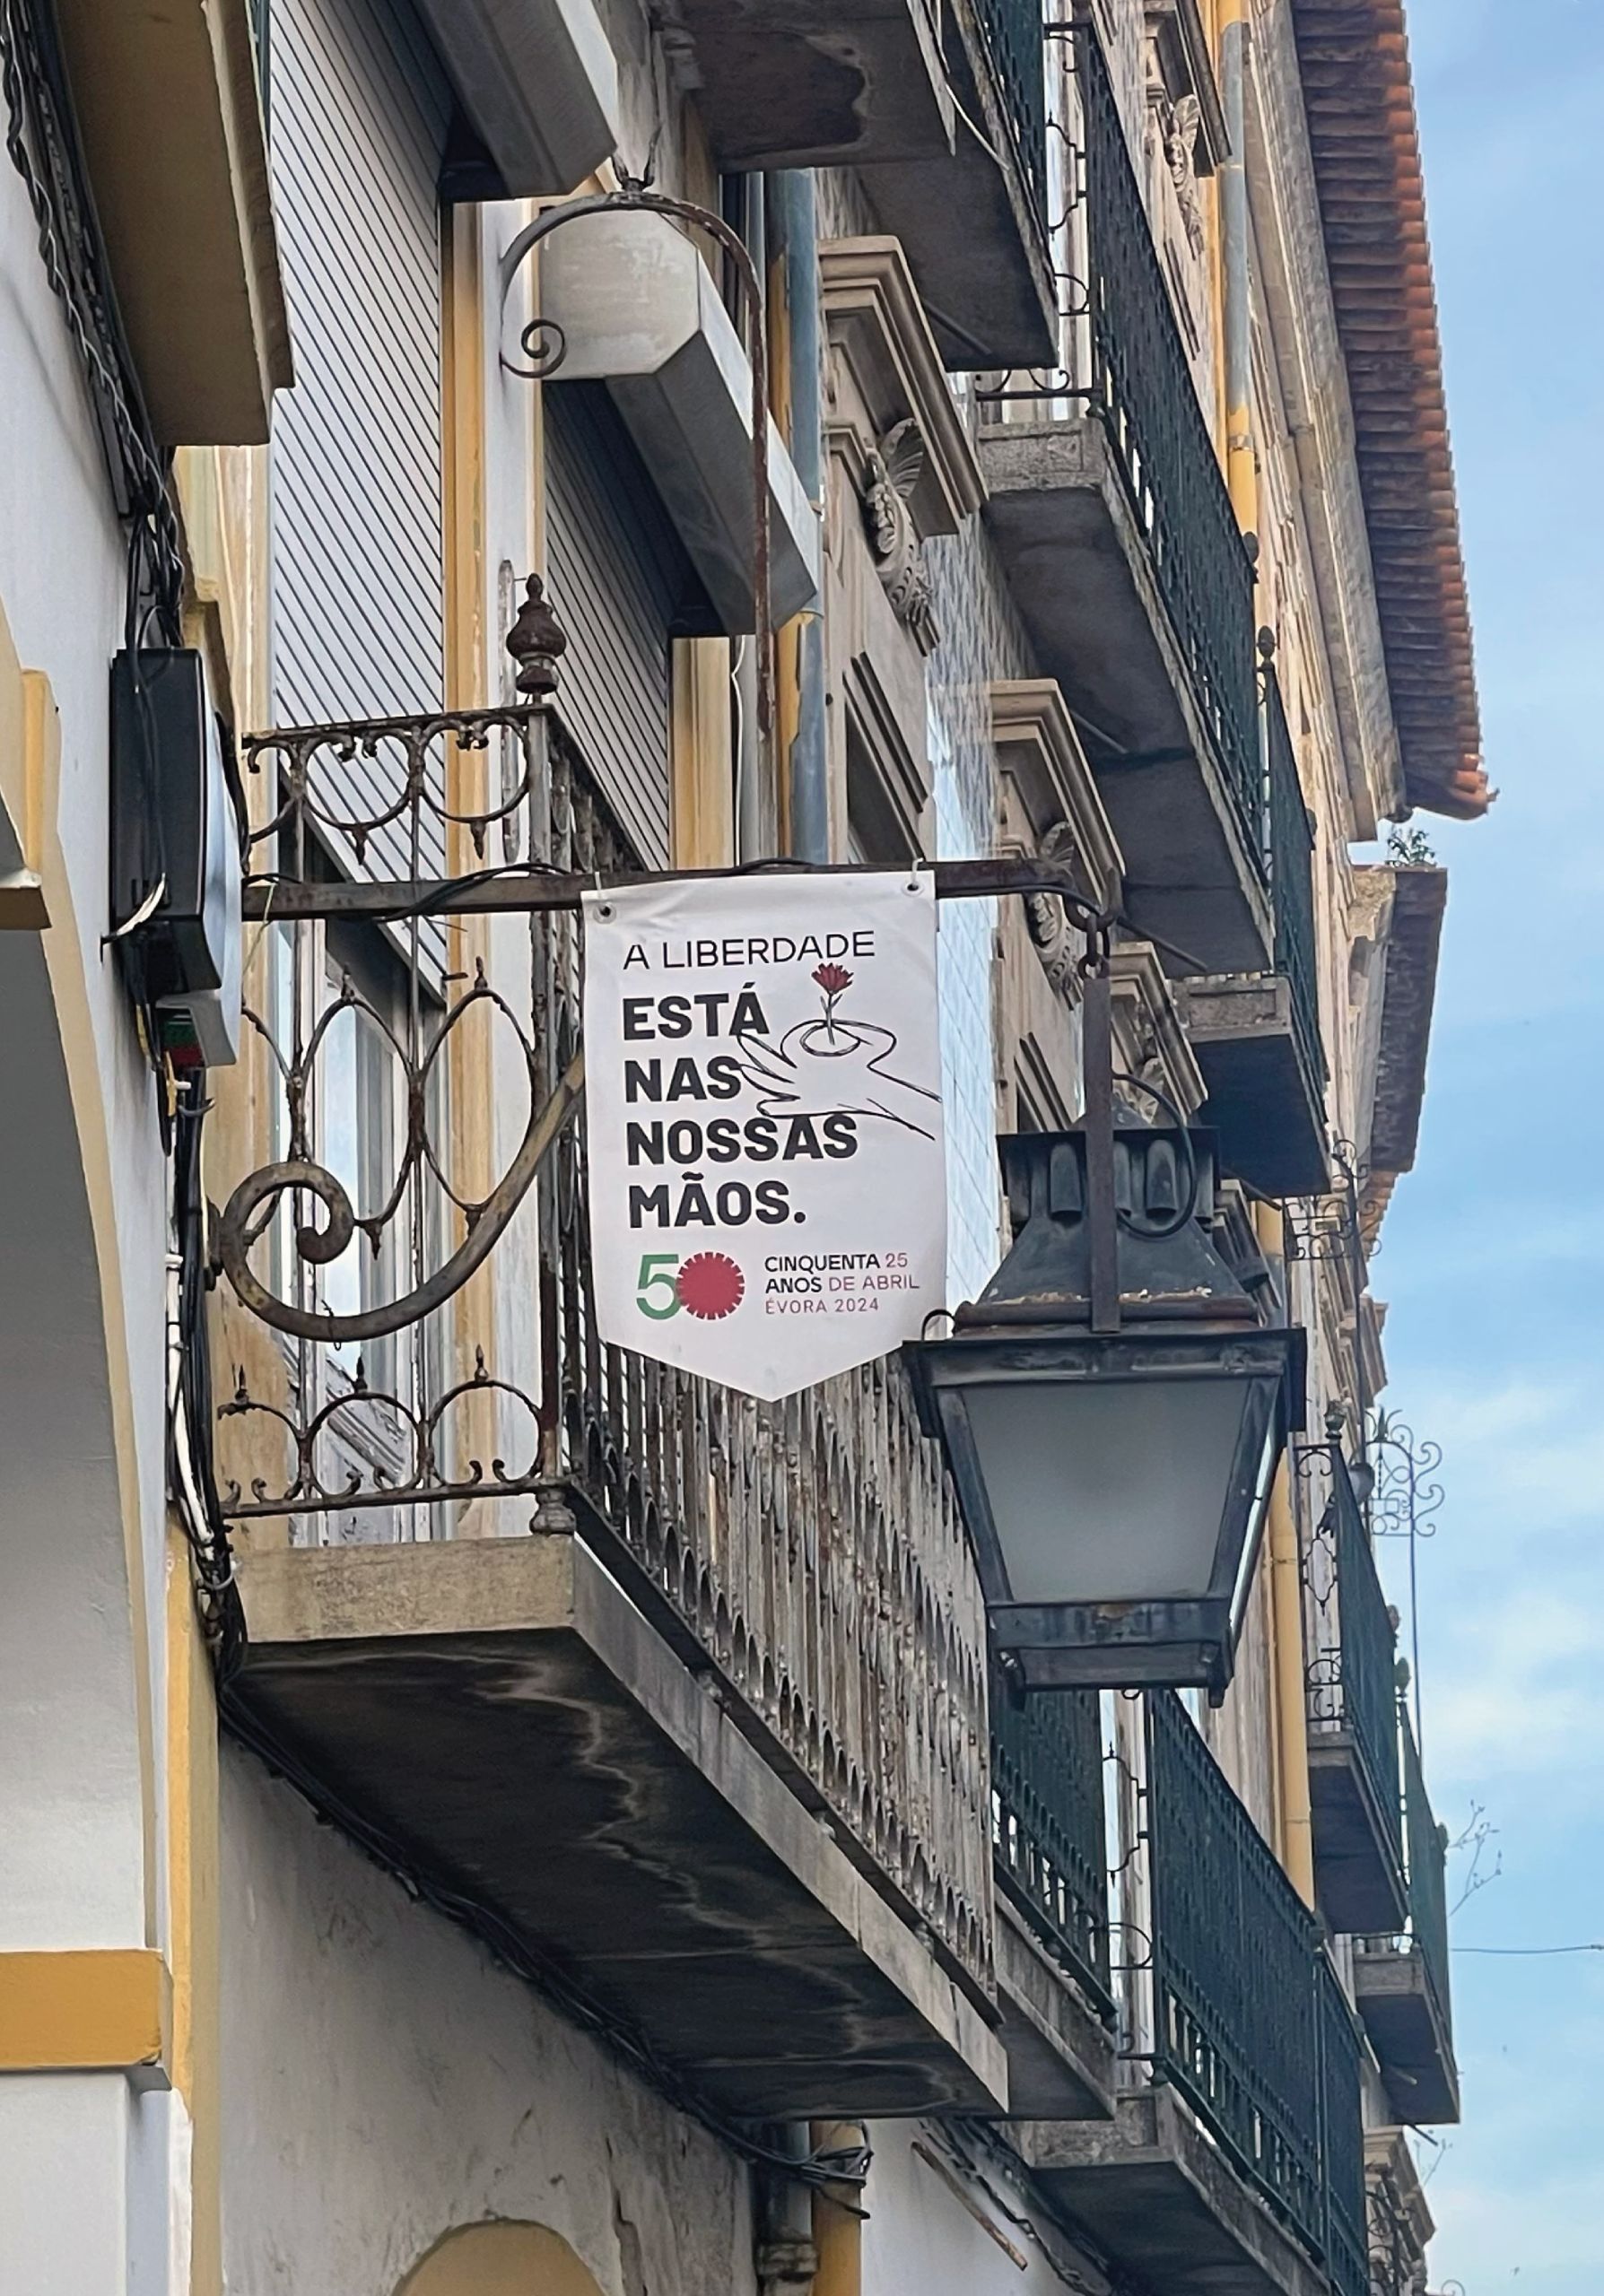 A LIBERDADE
ESTÁ
NAS
NOSSAS
MÃOS.
50
CINQUENTA 25
ANOS DE ABRIL
ÉVORA 2024